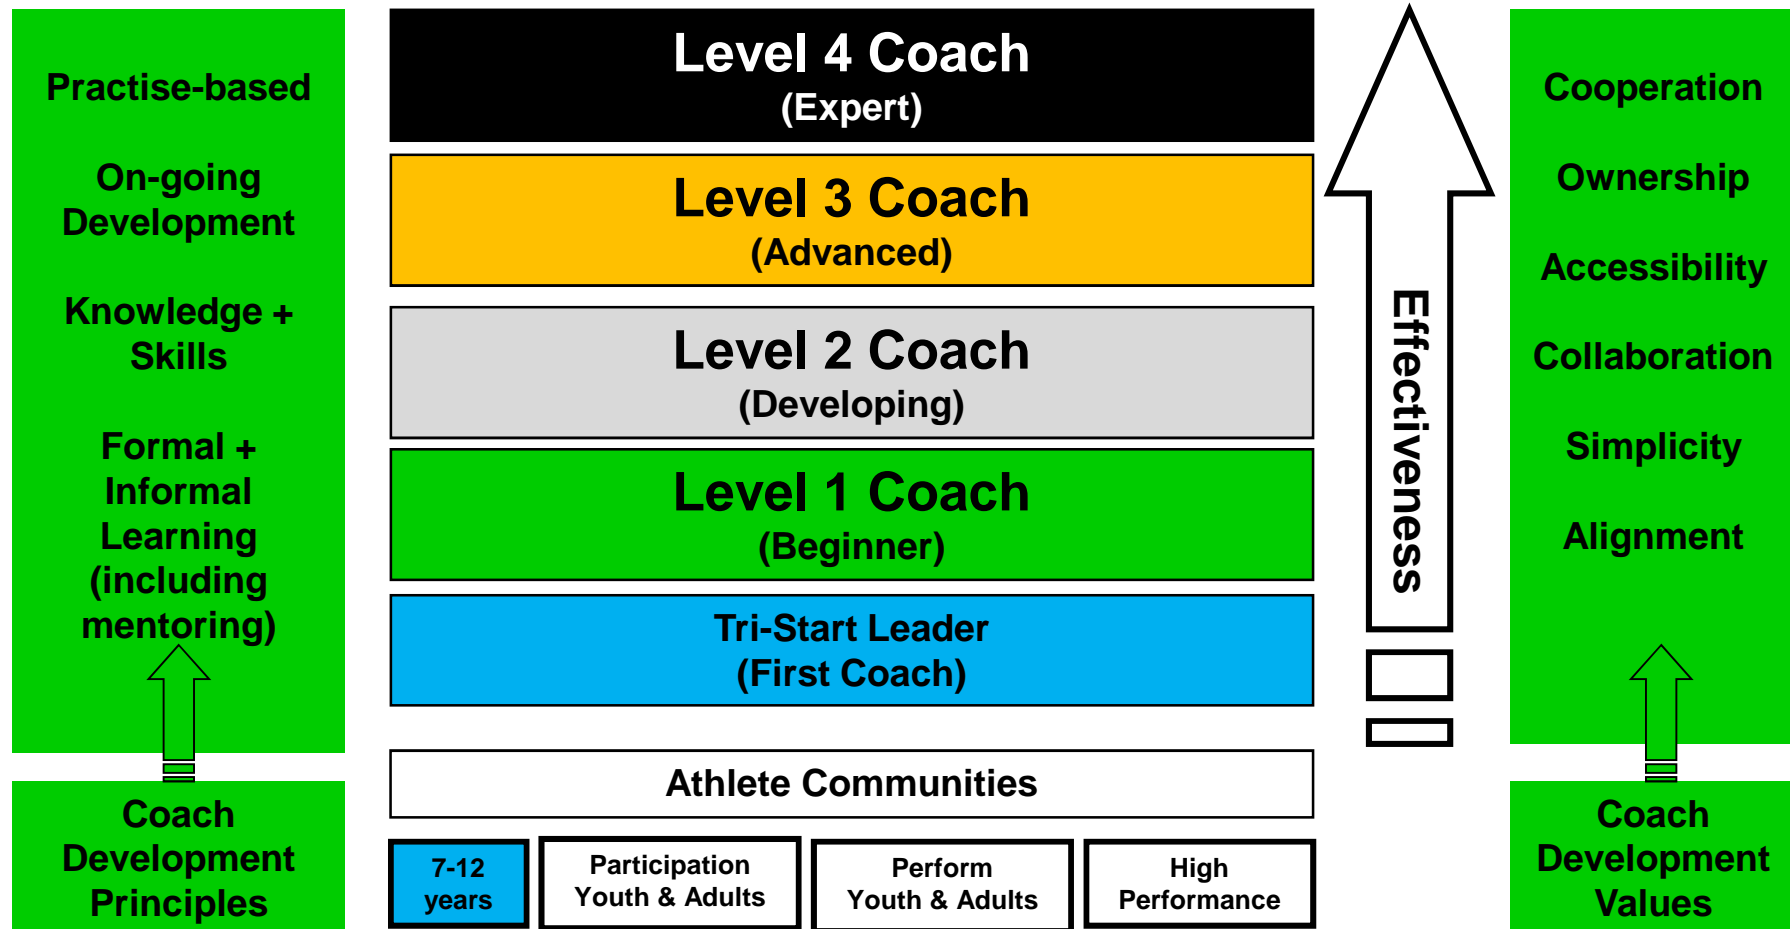 Practise-based
On-going
Development
Knowledge +
Skills
Formal +
Informal
Learning
(including
mentoring)
Coach
Development
Principles
Level 4 Coach
(Expert)
Level 3 Coach
(Advanced)
Level 2 Coach
(Developing)
Level 1 Coach
(Beginner)
Tri-Start Leader
(First Coach)
Athlete Communities
7-12
years
Participation
Youth & Adults
Perform
Youth & Adults
High
Performance
Effectiveness
Cooperation
Ownership
Accessibility
Collaboration
Simplicity
Alignment
Coach
Development
Values